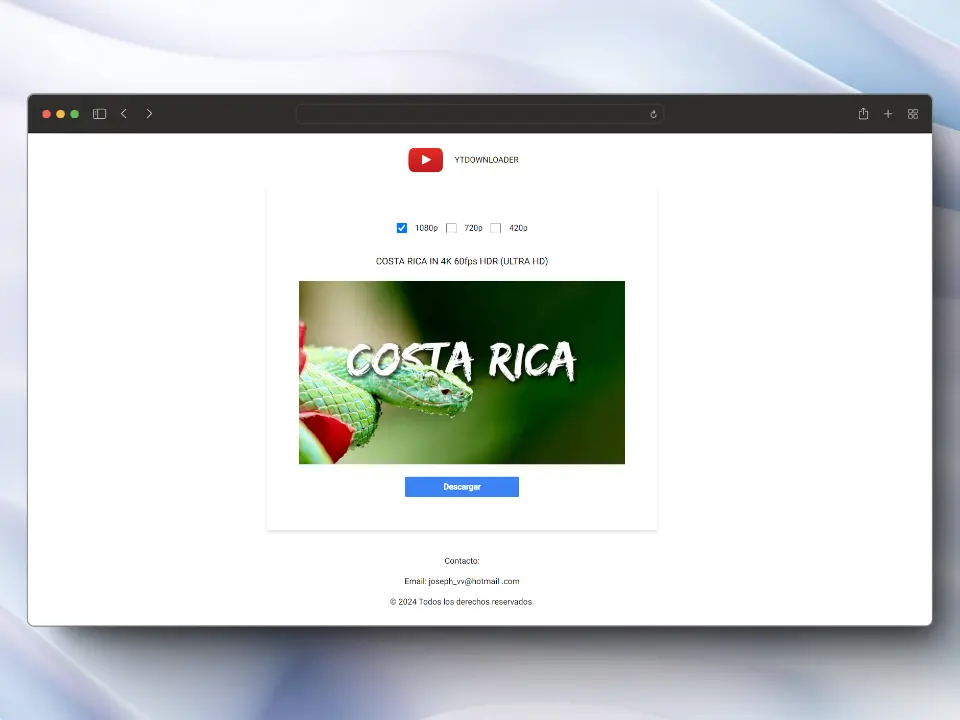 YTDOWNLOADER
1080p 720p 420p
COSTA RICA IN 4K 60fps HDR (ULTRA HD)
COSTA RICA
Descargar
Contacto:
Email: joseph_vv@hotmail .com
© 2024 Todos los derechos reservados.